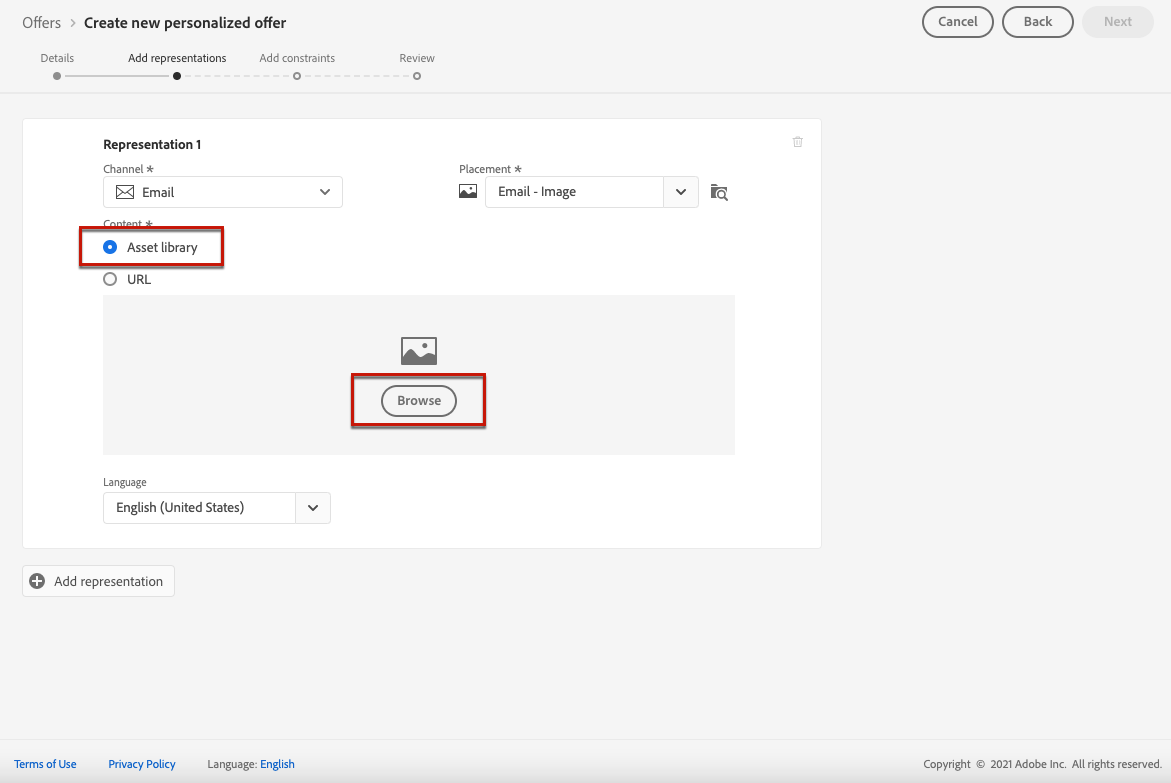 Offers > Create new personalized offer
Cancel
Back
Next
Details
Add representations
Add constraints
Review
Representation 1
Channel *
Placement *
Email
Email - Image
Content *
Asset library
URL
Browse
Language
English (United States)
Add representation
Terms of Use
Privacy Policy
Language: English
Copyright © 2021 Adobe Inc. All rights reserved.